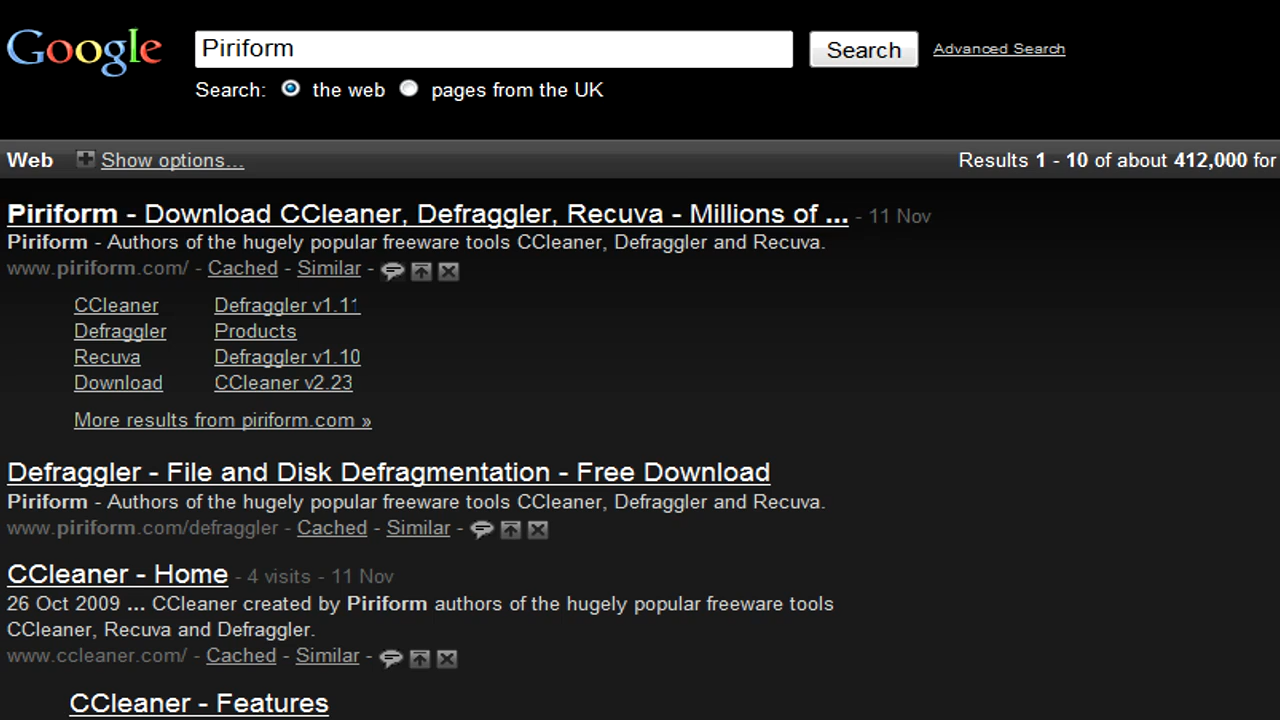 Google Piriform Search Advanced Search
Search: the web pages from the UK
Web Show options... Results 1 - 10 of about 412,000 for
Piriform - Download CCleaner, Defraggler, Recuva - Millions of ... - 11 Nov
Piriform - Authors of the hugely popular freeware tools CCleaner, Defraggler and Recuva.
www.piriform.com/ - Cached - Similar -
CCleaner Defraggler v1.11
Defraggler Products
Recuva Defraggler v1.10
Download CCleaner v2.23
More results from piriform.com »
Defraggler - File and Disk Defragmentation - Free Download
Piriform - Authors of the hugely popular freeware tools CCleaner, Defraggler and Recuva.
www.piriform.com/defraggler - Cached - Similar -
CCleaner - Home - 4 visits - 11 Nov
26 Oct 2009 ... CCleaner created by Piriform authors of the hugely popular freeware tools
CCleaner, Recuva and Defraggler.
www.ccleaner.com/ - Cached - Similar -
CCleaner - Features